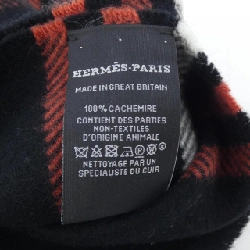 HERMÈS-PARIS
MADE IN GREAT BRITAIN
100% CACHEMIRE
CONTIENT DES PARTIES
NON-TEXTILES
D'ORIGINE ANIMALE
NETTOYAGE PAR UN
SPECIALISTE DU CUIR